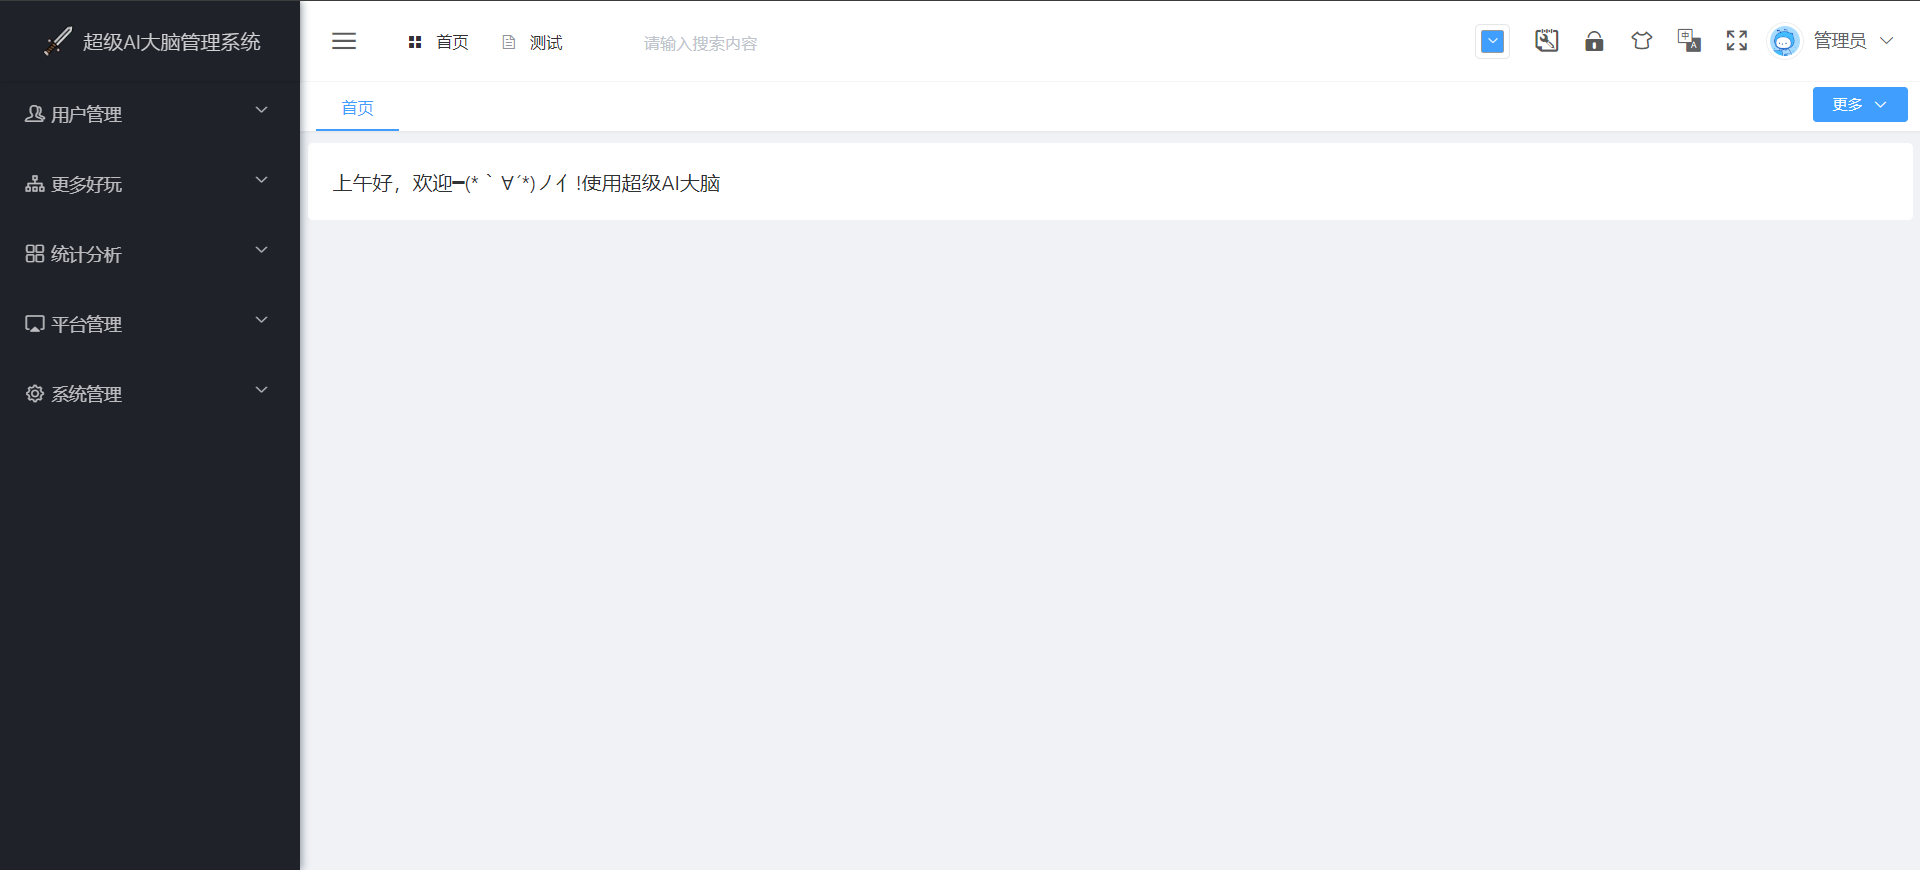 超级AI大脑管理系统
首页
测试
请输入搜索内容
中
A
管理员
用户管理
更多好玩
统计分析
平台管理
系统管理
首页
更多
上午好，欢迎━(*｀∀´*)ノ亻!使用超级AI大脑